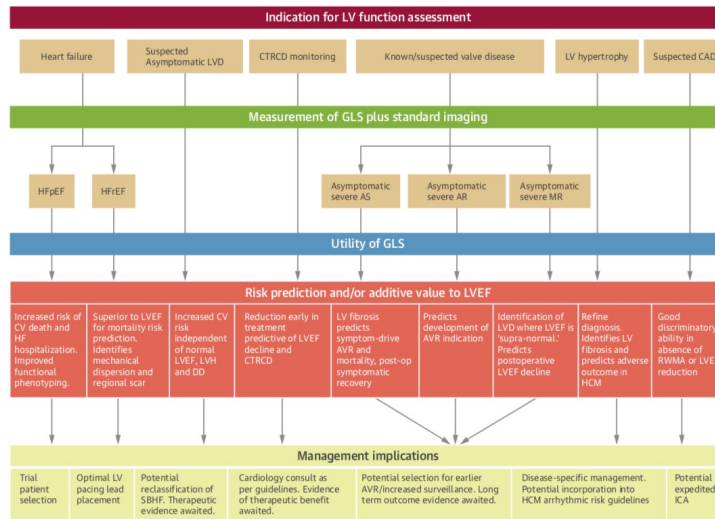 Indication for LV function assessment
Heart failure
Suspected
Asymptomatic LVD
CTRCD monitoring
Known/suspected valve disease
LV hypertrophy
Suspected CAD
Measurement of GLS plus standard imaging
HFpEF
HFrEF
Asymptomatic
severe AS
Asymptomatic
severe AR
Asymptomatic
severe MR
Utility of GLS
Risk prediction and/or additive value to LVEF
Increased risk of
CV death and
HF
hospitalization.
Improved
functional
phenotyping.
Superior to LVEF
for mortality risk
prediction.
Identifies
mechanical
dispersion and
regional scar
Increased CV
risk
independent
of normal
LVEF, LVH
and DD
Reduction early in
treatment
predictive of LVEF
decline and
CTRCD
LV fibrosis
predicts
symptom-drive
AVR and
mortality, post-op
symptomatic
recovery
Predicts
development of
AVR indication
Identification of
LVD where LVEF is
'supra-normal.'
Predicts
postoperative
LVEF decline
Refine
diagnosis.
Identifies LV
fibrosis and
predicts adverse
outcome in
HCM
Good
discriminatory
ability in
absence of
RWMA or LVE
reduction
Management implications
Trial
patient
selection
Optimal LV
pacing lead
placement
Potential
reclassification of
SBHF. Therapeutic
evidence awaited.
Cardiology consult as
per guidelines. Evidence
of therapeutic benefit
awaited.
Potential selection for earlier
AVR/increased surveillance. Long
term outcome evidence awaited.
Disease-specific management.
Potential incorporation into
HCM arrhythmic risk guidelines
Potential
expedited
ICA